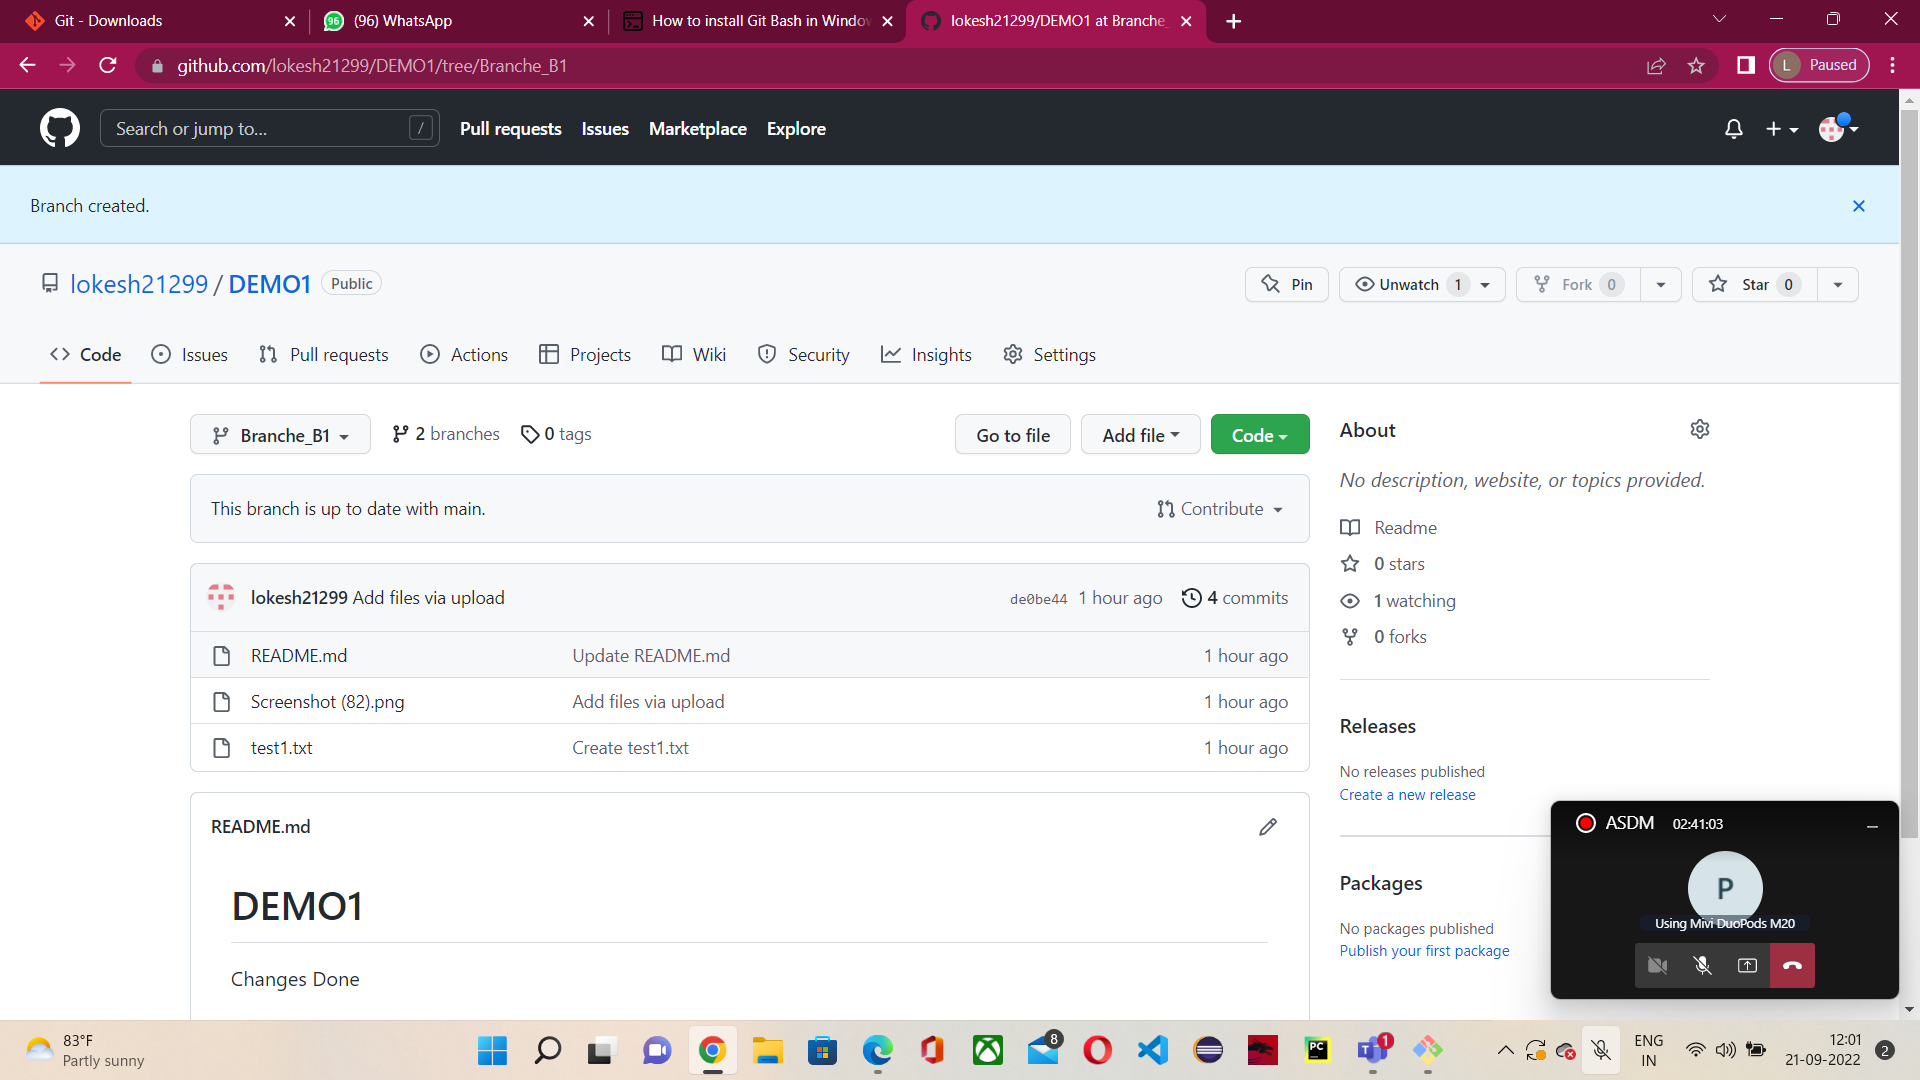 Git - Downloads
(96) WhatsApp
How to install Git Bash in Windo
lokesh21299/DEMO1 at Branche_
github.com/lokesh21299/DEMO1/tree/Branche_B1
L Paused
Search or jump to... /
Pull requests Issues Marketplace Explore
Branch created.
lokesh21299 / DEMO1 Public
Pin
Unwatch 1
Fork 0
Star 0
Code Issues Pull requests Actions Projects Wiki Security Insights Settings
Branche_B1 2 branches 0 tags
Go to file Add file Code
This branch is up to date with main.
Contribute
lokesh21299 Add files via upload de0be44 1 hour ago 4 commits
README.md Update README.md 1 hour ago
Screenshot (82).png Add files via upload 1 hour ago
test1.txt Create test1.txt 1 hour ago
README.md
DEMO1
Changes Done
About
No description, website, or topics provided.
Readme
0 stars
1 watching
0 forks
Releases
No releases published
Create a new release
Packages
No packages published
Publish your first package
ASDM 02:41:03
P
Using Mivi DuoPods M20
83°F
Partly sunny
96
8
PC
1
ENG
IN
12:01
21-09-2022
2